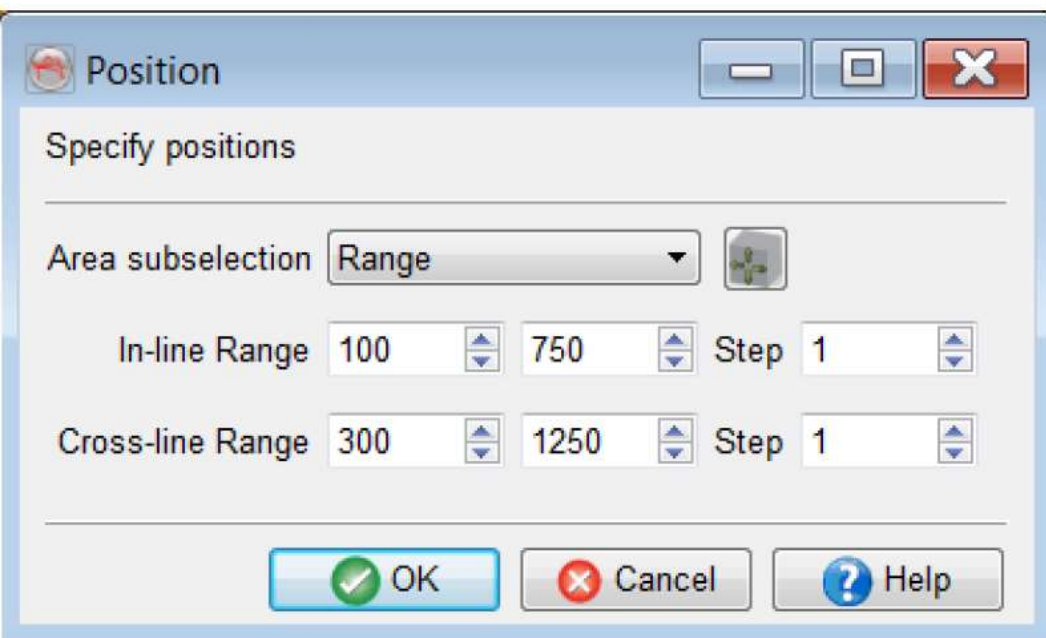 Position
Specify positions
Area subselection Range
In-line Range 100 750 Step 1
Cross-line Range 300 1250 Step 1
OK Cancel ? Help